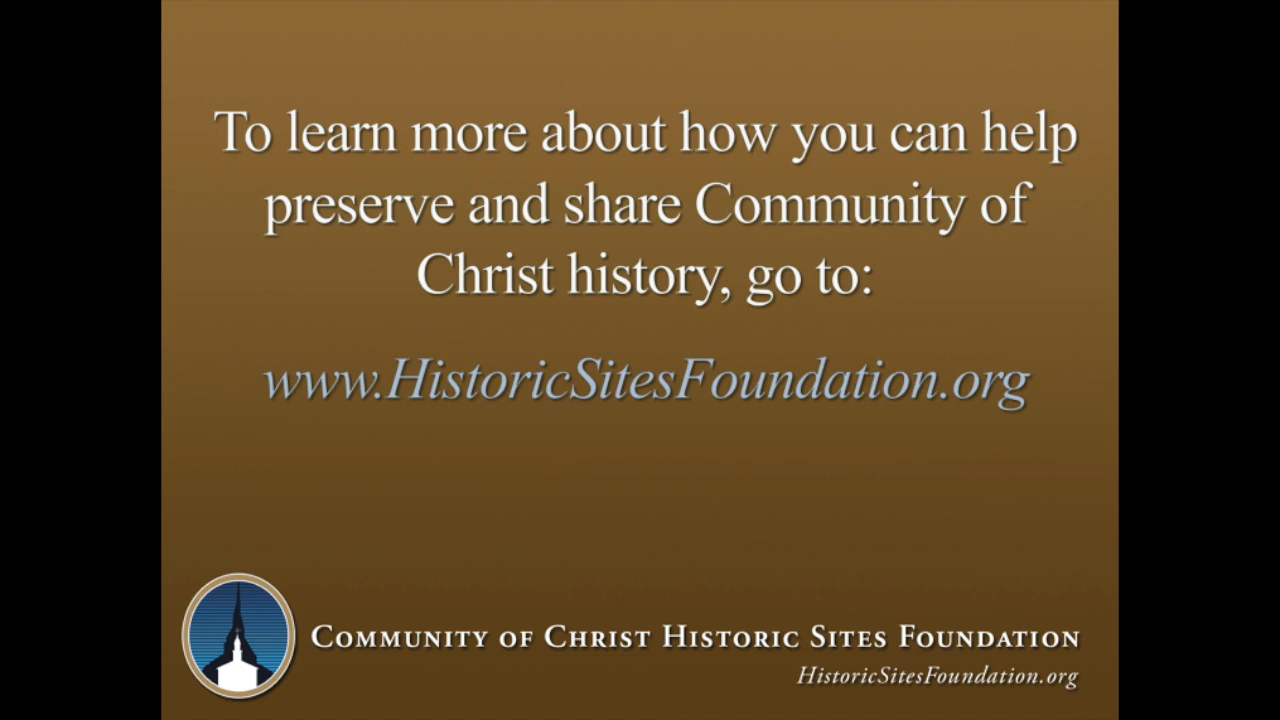 To learn more about how you can help
preserve and share Community of
Christ history, go to:
www.HistoricSitesFoundation.org
Community of Christ Historic Sites Foundation
HistoricSitesFoundation.org